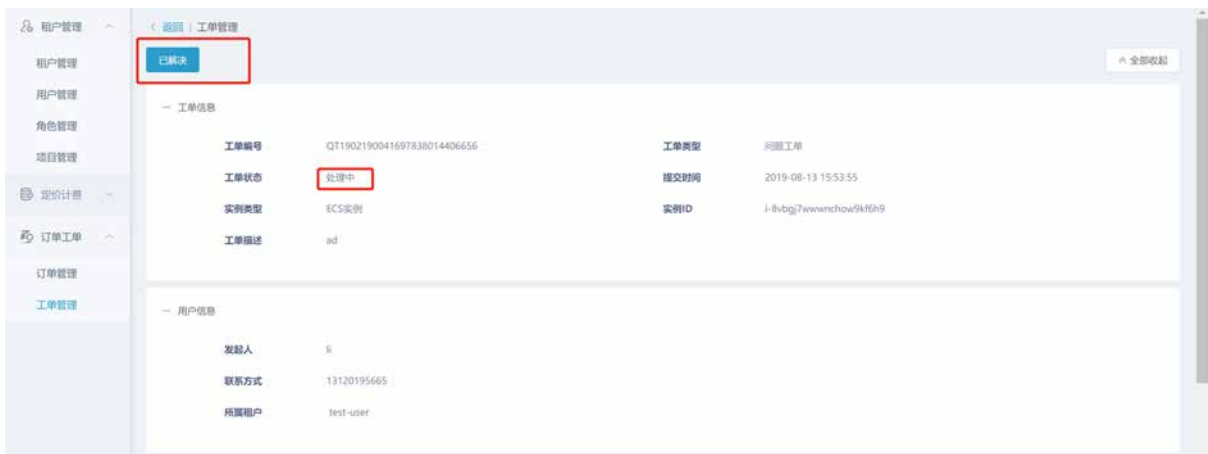 租户管理
租户管理
用户管理
角色管理
项目管理
定价计费
订单工单
订单管理
工单管理
返回 | 工单管理
已解决
全部收起
工单信息
工单编号 QT1902190041697838014406656 工单类型 问题工单
工单状态 处理中 提交时间 2019-08-13 15:53:55
实例类型 ECS实例 实例ID i-8vbgj7wwwnchow9kf6h9
工单描述 ad
用户信息
发起人 li
联系方式 13120195665
所属租户 test-user